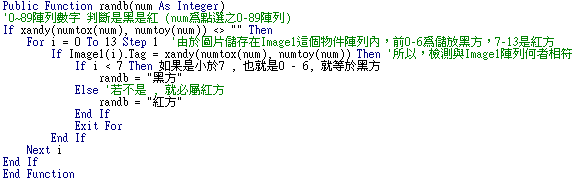 Public Function randb(num As Integer)
'0~89陣列數字 判斷是黑是紅 (num為點選之0-89陣列)
If xandy(numtox(num), numtoy(num)) <> "" Then
For i = 0 To 13 Step 1 '由於圖片儲存在Image1這個物件陣列內，前0-6為儲放黑方，7-13是紅方
If Image1(i).Tag = xandy(numtox(num), numtoy(num)) Then '所以，檢測與Image1陣列何者相符
If i < 7 Then 如果是小於7 , 也就是0 - 6, 就等於黑方
randb = "黑方"
Else '若不是 , 就必屬紅方
randb = "紅方"
End If
Exit For
End If
Next i
End If
End Function